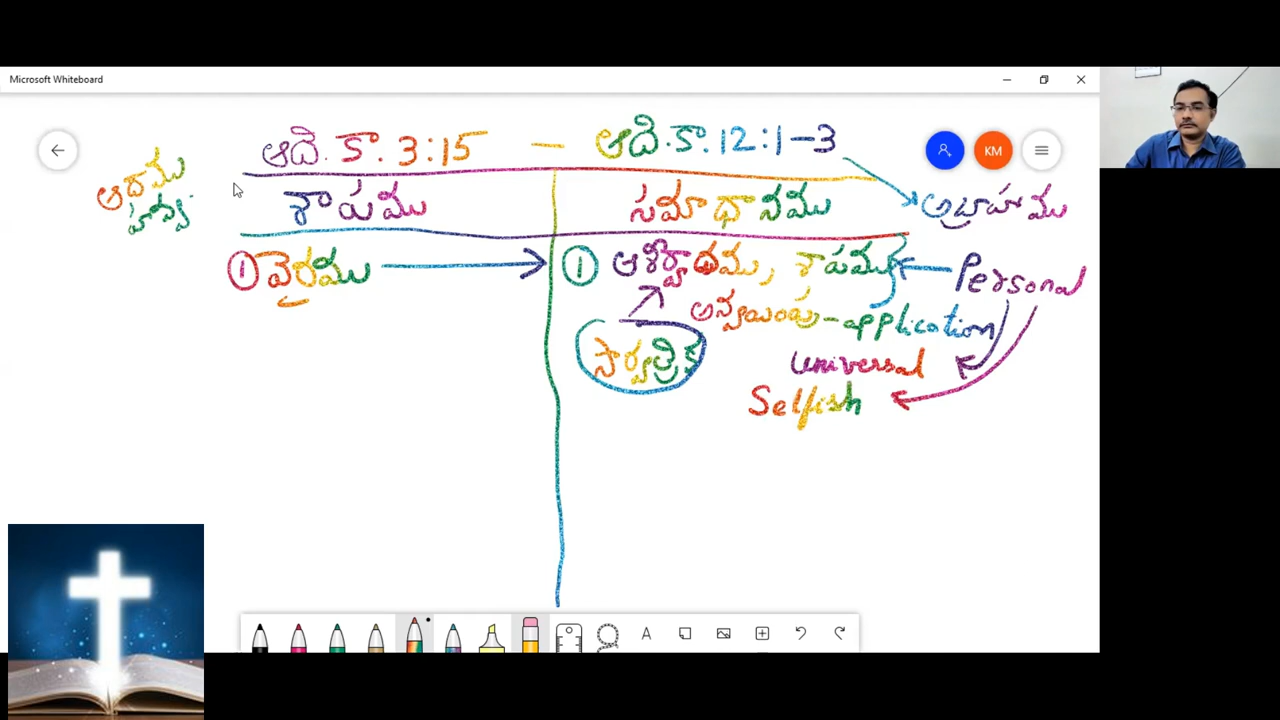 Microsoft Whiteboard
ఆది. కా. 3:15 – ఆది. కా. 12:1-3
KM
ఆదాము
హవ్వ
శాపము
సమాధానము
అబ్రాహాము
① వైరము
① ఆశీర్వాదము, శాపము
Personal
అన్వయింపు - application
సార్వత్రిక
universal
Selfish
A